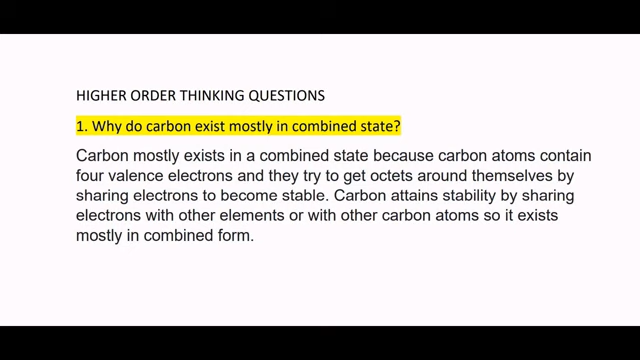 HIGHER ORDER THINKING QUESTIONS
1. Why do carbon exist mostly in combined state?
Carbon mostly exists in a combined state because carbon atoms contain
four valence electrons and they try to get octets around themselves by
sharing electrons to become stable. Carbon attains stability by sharing
electrons with other elements or with other carbon atoms so it exists
mostly in combined form.